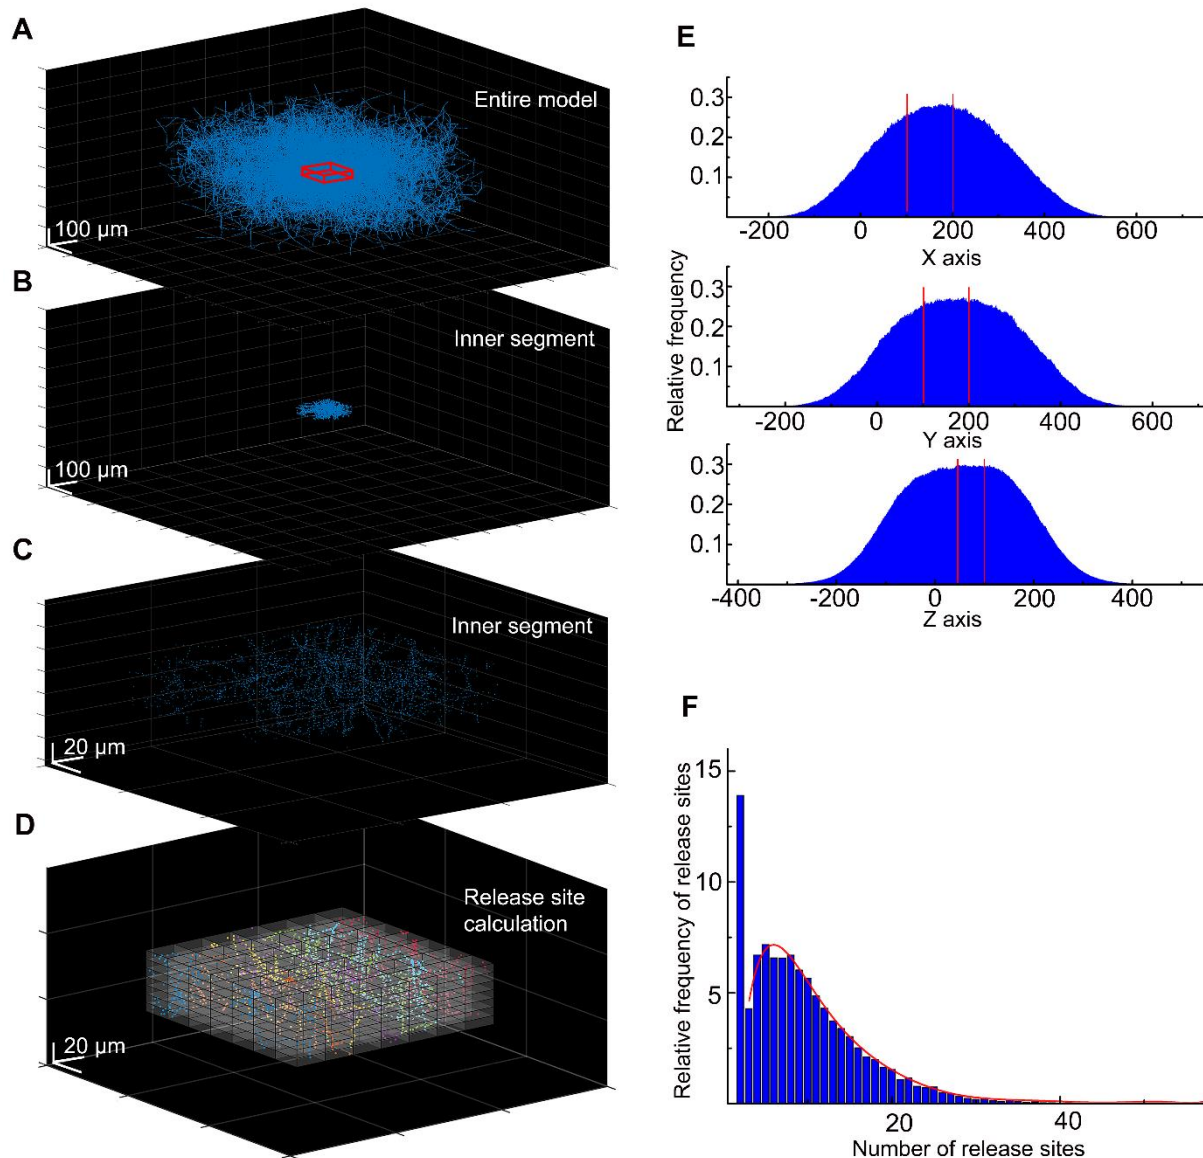 A
Entire model
100 µm
B
Inner segment
100 µm
C
Inner segment
20 µm
D
Release site
calculation
20 µm
E
Relative frequency
0.3
0.2
0.1
-200 0 200 400 600
X axis
0.3
0.2
0.1
-200 0 200 400 600
Y axis
0.3
0.2
0.1
-400 -200 0 200 400
Z axis
F
Relative frequency of release sites
15
10
5
20 40
Number of release sites